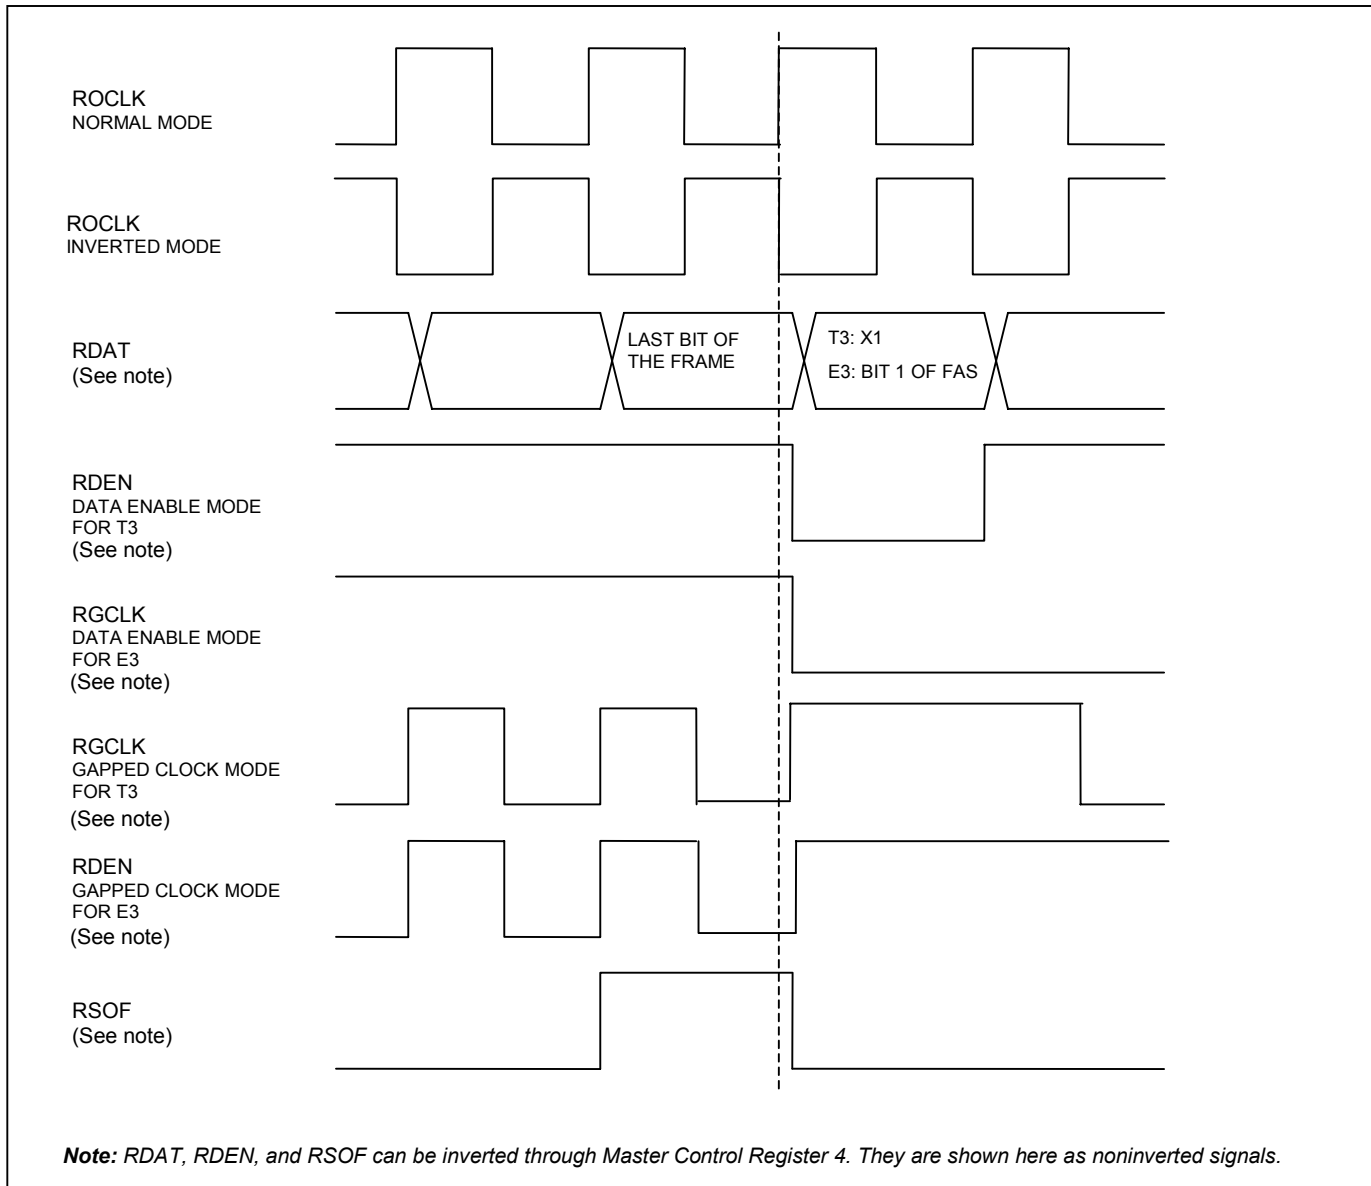 ROCLK
NORMAL MODE
ROCLK
INVERTED MODE
RDAT
(See note)
LAST BIT OF
THE FRAME
T3: X1
E3: BIT 1 OF FAS
RDEN
DATA ENABLE MODE
FOR T3
(See note)
RGCLK
DATA ENABLE MODE
FOR E3
(See note)
RGCLK
GAPPED CLOCK MODE
FOR T3
(See note)
RDEN
GAPPED CLOCK MODE
FOR E3
(See note)
RSOF
(See note)
Note: RDAT, RDEN, and RSOF can be inverted through Master Control Register 4. They are shown here as noninverted signals.